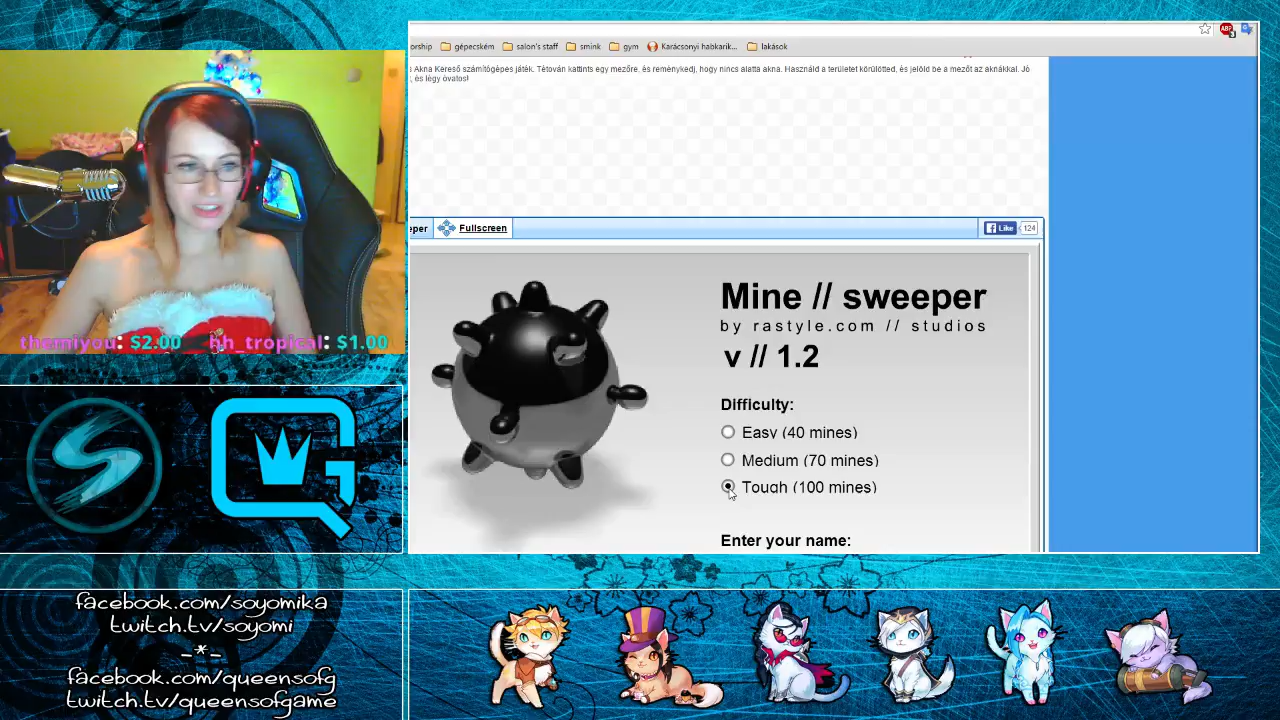 orship gépecském salon's staff smink gym Karácsonyi habkarik... lakások
Akna Kereső számítógépes játék. Tétován kattints egy mezőre, és reménykedj, hogy nincs alatta akna. Használd a területet körülötted, és jelöld be a mezőt az aknákkal. Jó
, és légy óvatos!
eper Fullscreen Like 124
Mine // sweeper
by rastyle.com // studios
v // 1.2
Difficulty:
Easy (40 mines)
Medium (70 mines)
Tough (100 mines)
Enter your name:
themiyou: $2.00 hh_tropical: $1.00
facebook.com/soyomika
twitch.tv/soyomi
-*-
facebook.com/queensofg
twitch.tv/queensofgame